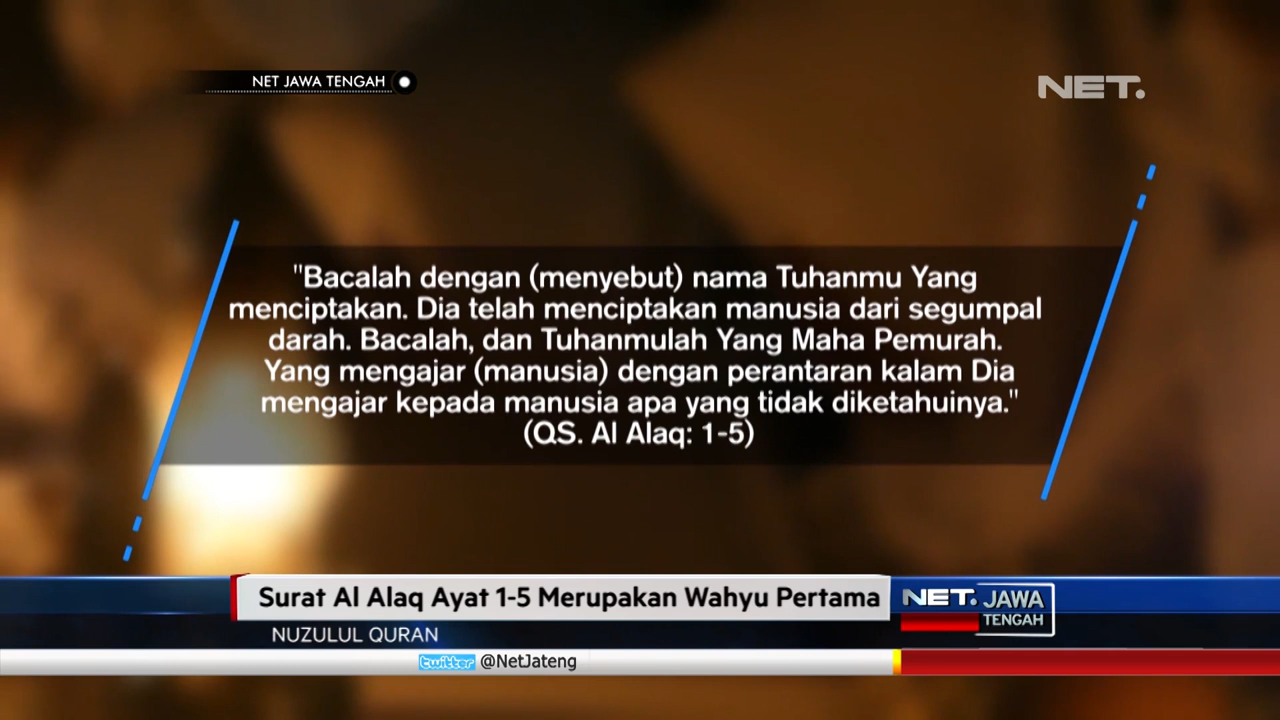 NET JAWA TENGAH
NET.
"Bacalah dengan (menyebut) nama Tuhanmu Yang
menciptakan. Dia telah menciptakan manusia dari segumpal
darah. Bacalah, dan Tuhanmulah Yang Maha Pemurah.
Yang mengajar (manusia) dengan perantaran kalam Dia
mengajar kepada manusia apa yang tidak diketahuinya."
(QS. Al Alaq: 1-5)
Surat Al Alaq Ayat 1-5 Merupakan Wahyu Pertama
NUZULUL QURAN
NET. JAWA
TENGAH
twitter @NetJateng